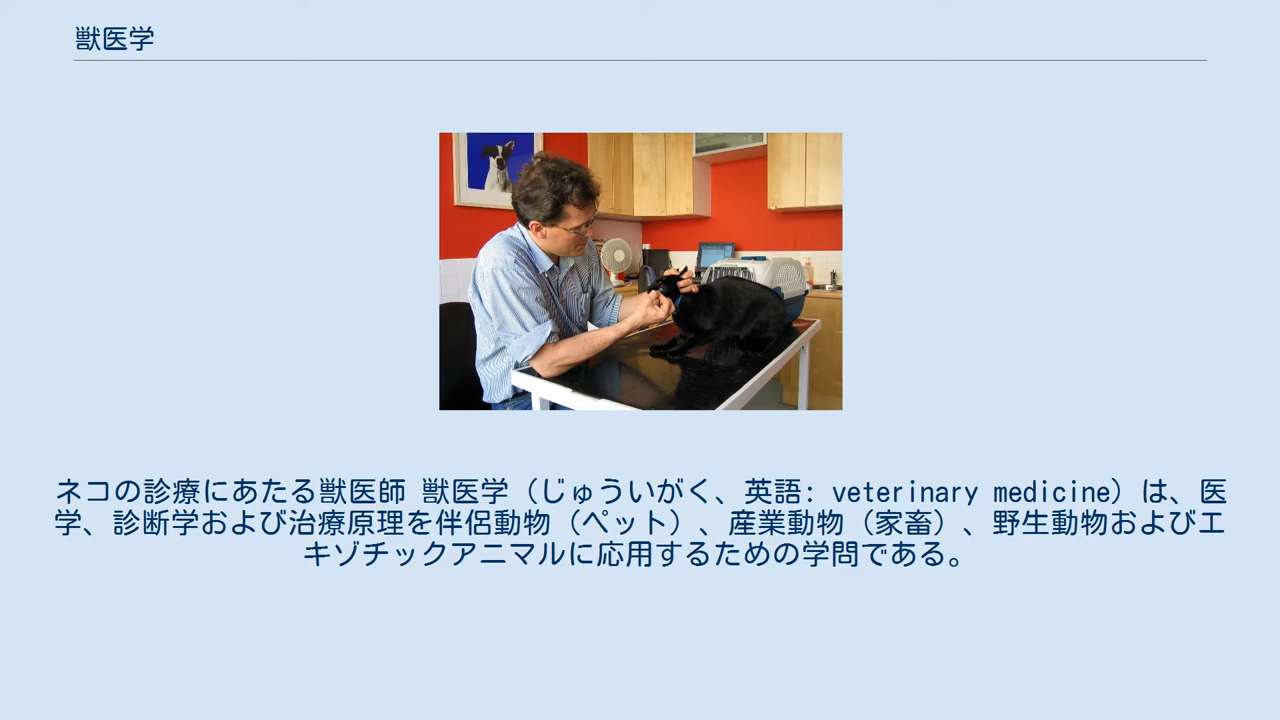 獣医学
ネコの診療にあたる獣医師 獣医学（じゅういがく、英語: veterinary medicine）は、医
学、診断学および治療原理を伴侶動物（ペット）、産業動物（家畜）、野生動物およびエ
キゾチックアニマルに応用するための学問である。